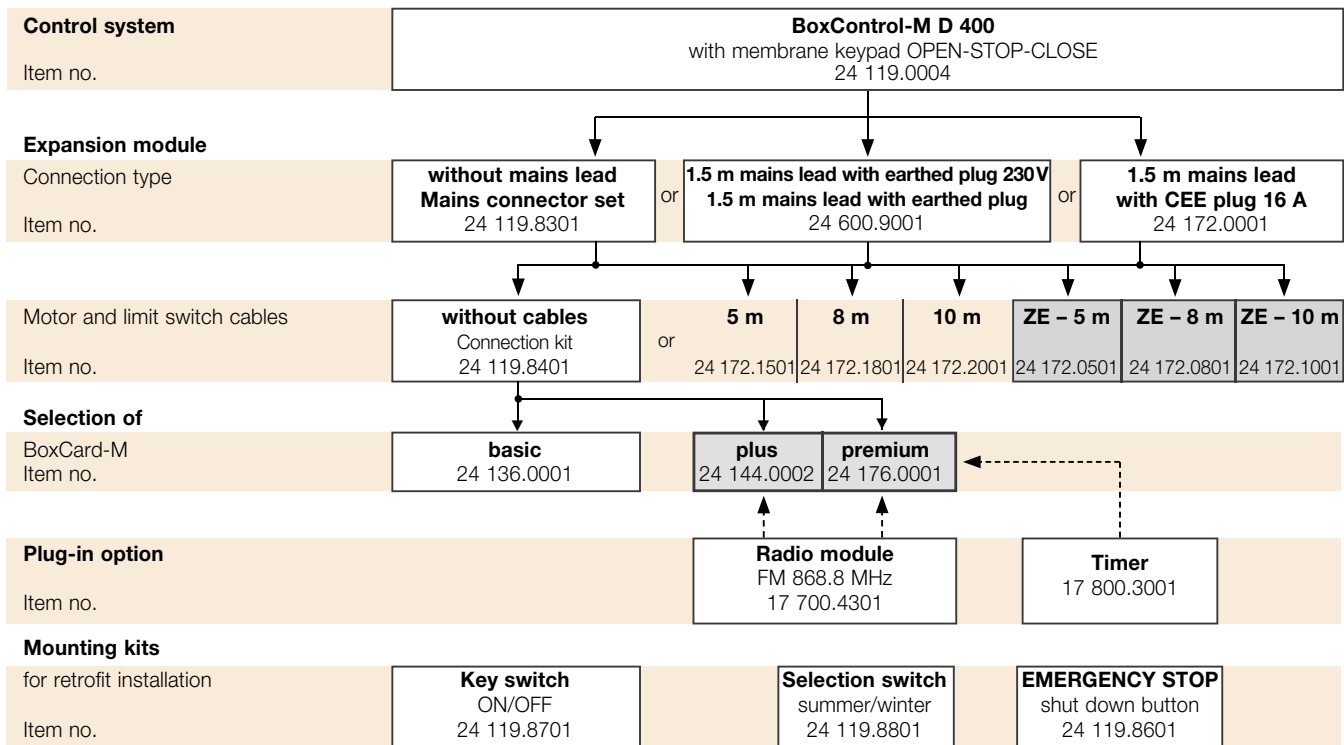 Control system
BoxControl-M D 400
with membrane keypad OPEN-STOP-CLOSE
Item no.
24 119.0004
Expansion module
Connection type
without mains lead
Mains connector set
or
1.5 m mains lead with earthed plug 230 V
1.5 m mains lead with earthed plug
or
1.5 m mains lead
with CEE plug 16 A
Item no.
24 119.8301
24 600.9001
24 172.0001
Motor and limit switch cables
without cables
Connection kit
or
5 m
8 m
10 m
ZE – 5 m
ZE – 8 m
ZE – 10 m
Item no.
24 119.8401
24 172.1501
24 172.1801
24 172.2001
24 172.0501
24 172.0801
24 172.1001
Selection of
BoxCard-M
basic
plus
premium
Item no.
24 136.0001
24 144.0002
24 176.0001
Plug-in option
Radio module
FM 868.8 MHz
Timer
Item no.
17 700.4301
17 800.3001
Mounting kits
for retrofit installation
Key switch
ON/OFF
Selection switch
summer/winter
EMERGENCY STOP
shut down button
Item no.
24 119.8701
24 119.8801
24 119.8601